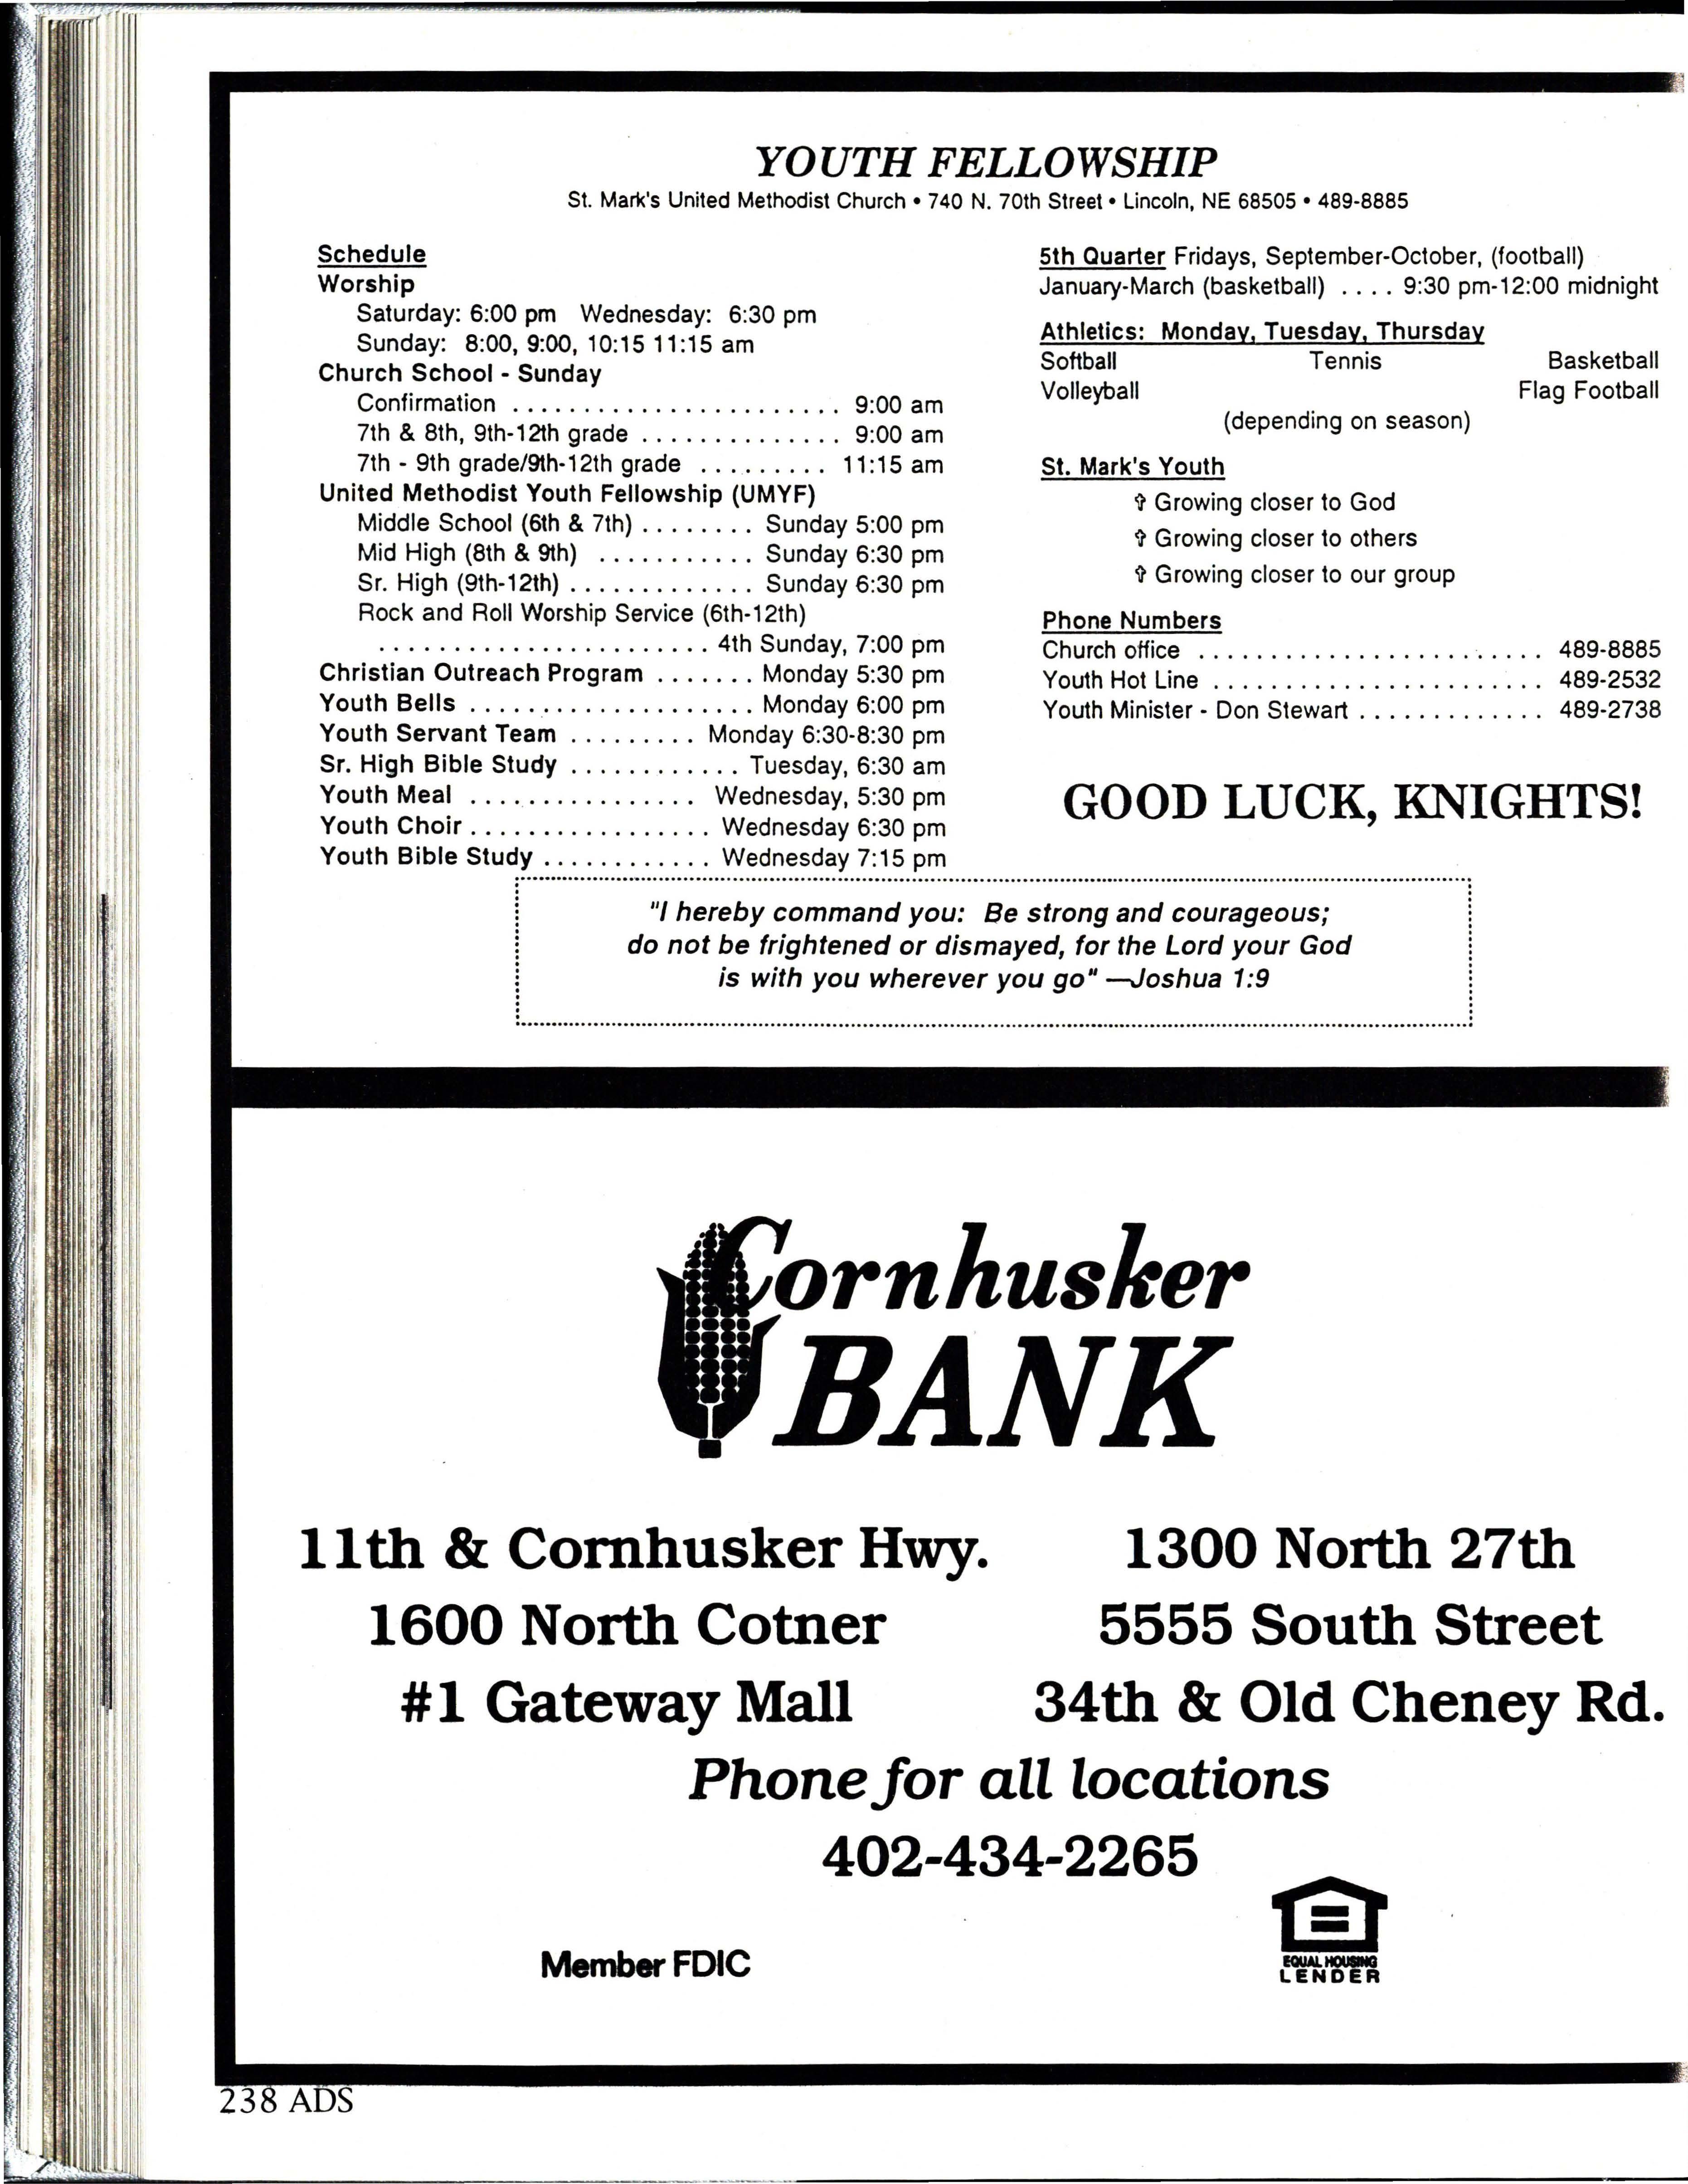 YOUTH FELLOWSHIP
St. Mark's United Methodist Church • 740 N. 70th Street • Lincoln, NE 68505 • 489-8885
Schedule
Worship
Saturday: 6:00 pm Wednesday: 6:30 pm
Sunday: 8:00, 9:00, 10:15 11:15 am
Church School - Sunday
Confirmation ........................ 9:00 am
7th & 8th, 9th-12th grade ............... 9:00 am
7th - 9th grade/9th-12th grade ......... 11:15 am
United Methodist Youth Fellowship (UMYF)
Middle School (6th & 7th) ........ Sunday 5:00 pm
Mid High (8th & 9th) ........... Sunday 6:30 pm
Sr. High (9th-12th) .............. Sunday 6:30 pm
Rock and Roll Worship Service (6th-12th)
........................ 4th Sunday, 7:00 pm
Christian Outreach Program ....... Monday 5:30 pm
Youth Bells .................... Monday 6:00 pm
Youth Servant Team ......... Monday 6:30-8:30 pm
Sr. High Bible Study ............ Tuesday, 6:30 am
Youth Meal ................ Wednesday, 5:30 pm
Youth Choir ................. Wednesday 6:30 pm
Youth Bible Study ............ Wednesday 7:15 pm
5th Quarter Fridays, September-October, (football)
January-March (basketball) .... 9:30 pm-12:00 midnight
Athletics: Monday, Tuesday, Thursday
Softball Tennis Basketball
Volleyball Flag Football
(depending on season)
St. Mark's Youth
✞ Growing closer to God
✞ Growing closer to others
✞ Growing closer to our group
Phone Numbers
Church office ......................... 489-8885
Youth Hot Line ........................ 489-2532
Youth Minister - Don Stewart ............. 489-2738
GOOD LUCK, KNIGHTS!
"I hereby command you: Be strong and courageous;
do not be frightened or dismayed, for the Lord your God
is with you wherever you go" —Joshua 1:9
Cornhusker
BANK
11th & Cornhusker Hwy. 1300 North 27th
1600 North Cotner 5555 South Street
#1 Gateway Mall 34th & Old Cheney Rd.
Phone for all locations
402-434-2265
Member FDIC
EQUAL HOUSING
LENDER
238 ADS